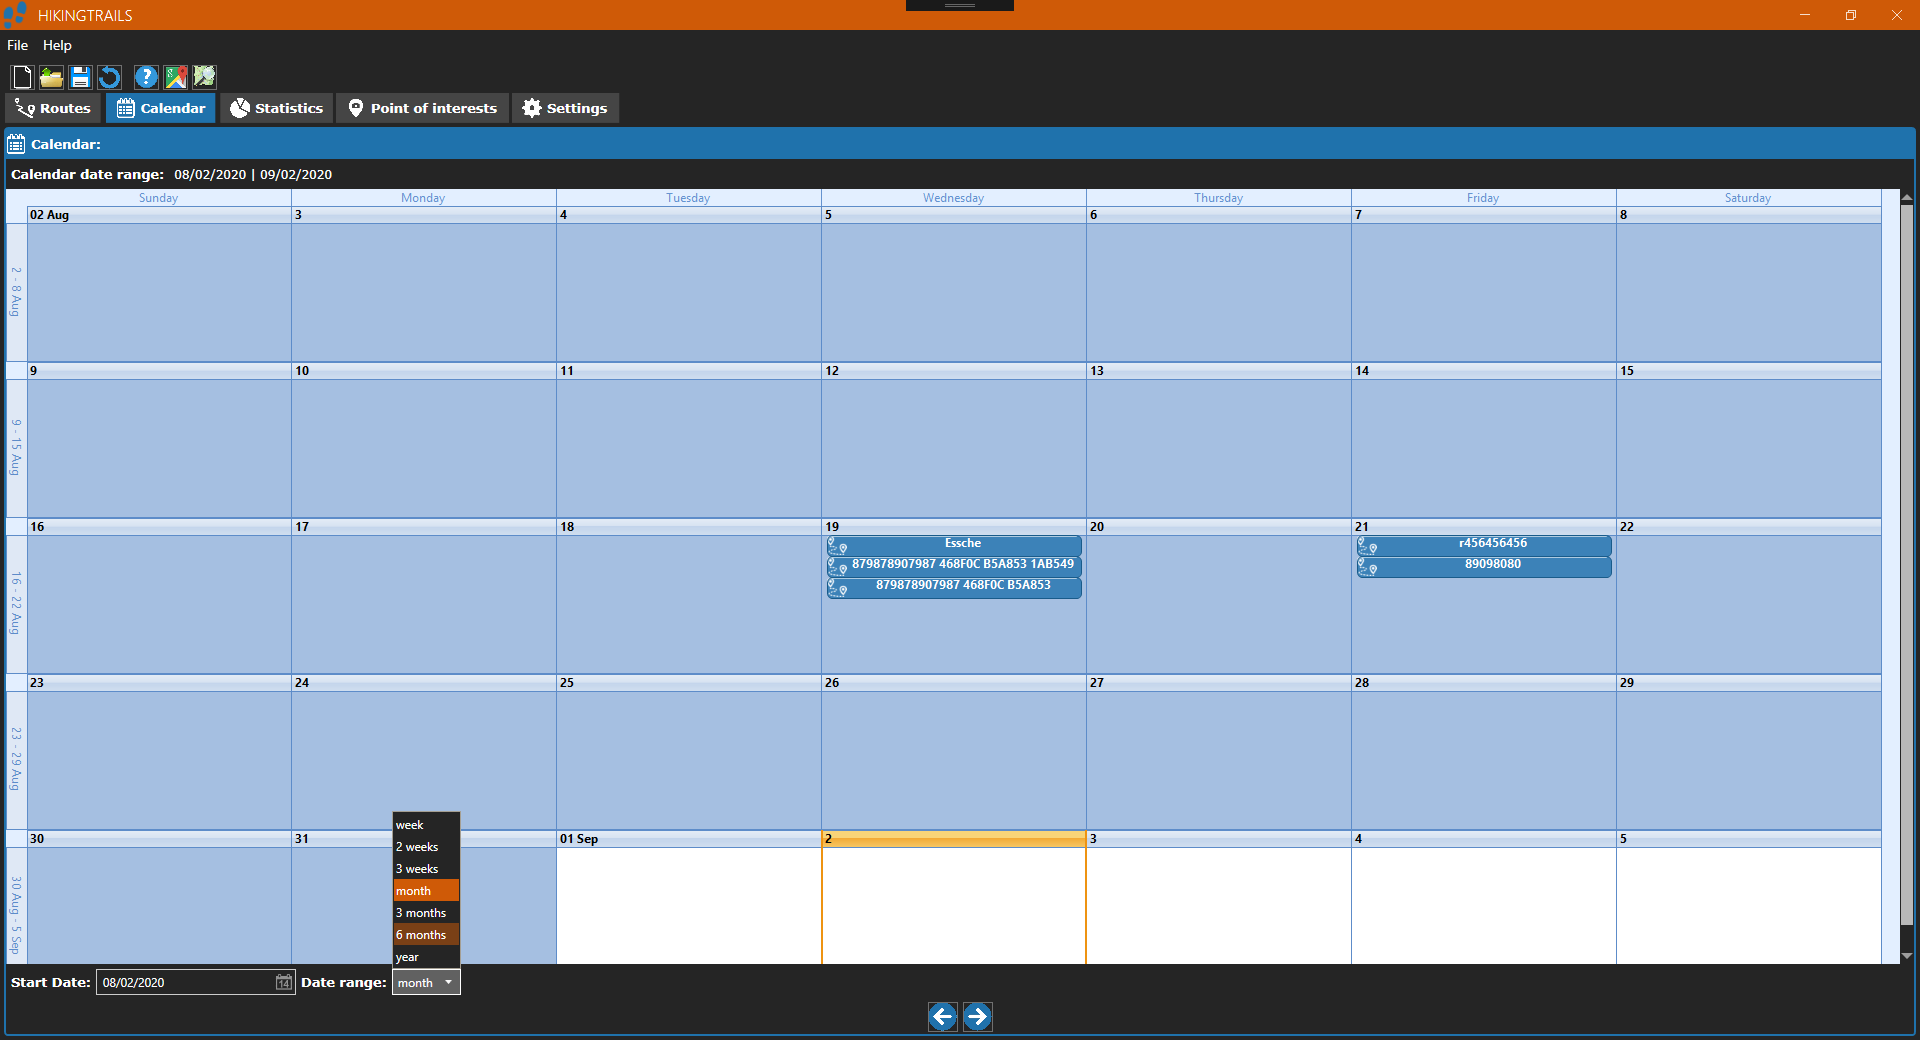 HIKINGTRAILS
File Help
Routes Calendar Statistics Point of interests Settings
Calendar:
Calendar date range: 08/02/2020 | 09/02/2020
Sunday Monday Tuesday Wednesday Thursday Friday Saturday
02 Aug 3 4 5 6 7 8
2 - 8 Aug
9 10 11 12 13 14 15
9 - 15 Aug
16 17 18 19 20 21 22
16 - 22 Aug
Essche r456456456
879878907987 468F0C B5A853 1AB549 89098080
879878907987 468F0C B5A853
23 24 25 26 27 28 29
23 - 29 Aug
30 31 01 Sep 2 3 4 5
30 Aug - 5 Sep
week
2 weeks
3 weeks
month
3 months
6 months
year
Start Date: 08/02/2020 14 Date range: month